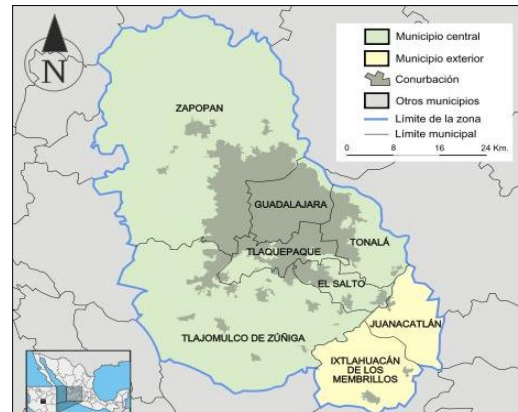 N
Municipio central
Municipio exterior
Conurbación
Otros municipios
Límite de la zona
Límite municipal
0 4 8 16 24 Km.
ZAPOPAN
GUADALAJARA
TLAQUEPAQUE
TONALÁ
EL SALTO
JUANACATLÁN
TLAJOMULCO DE ZÚÑIGA
IXTLAHUACÁN
DE LOS
MEMBRILLOS